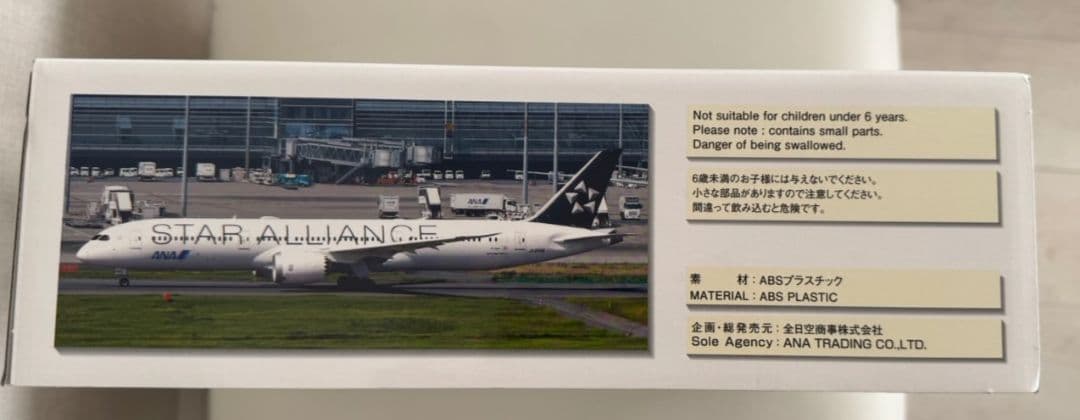 STAR ALLIANCE
ANA
ANA
Not suitable for children under 6 years.
Please note : contains small parts.
Danger of being swallowed.
6歳未満のお子様には与えないでください。
小さな部品がありますので注意してください。
間違って飲み込むと危険です。
素　　材：ABSプラスチック
MATERIAL : ABS PLASTIC
企画・総発売元：全日空商事株式会社
Sole Agency : ANA TRADING CO.,LTD.